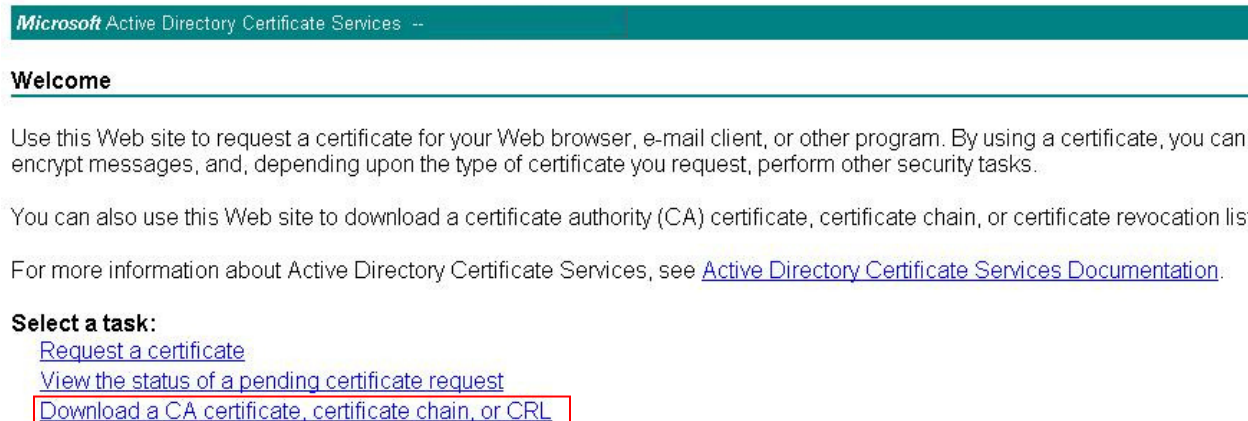 Microsoft Active Directory Certificate Services --
Welcome
Use this Web site to request a certificate for your Web browser, e-mail client, or other program. By using a certificate, you can
encrypt messages, and, depending upon the type of certificate you request, perform other security tasks.
You can also use this Web site to download a certificate authority (CA) certificate, certificate chain, or certificate revocation lis
For more information about Active Directory Certificate Services, see Active Directory Certificate Services Documentation.
Select a task:
Request a certificate
View the status of a pending certificate request
Download a CA certificate, certificate chain, or CRL